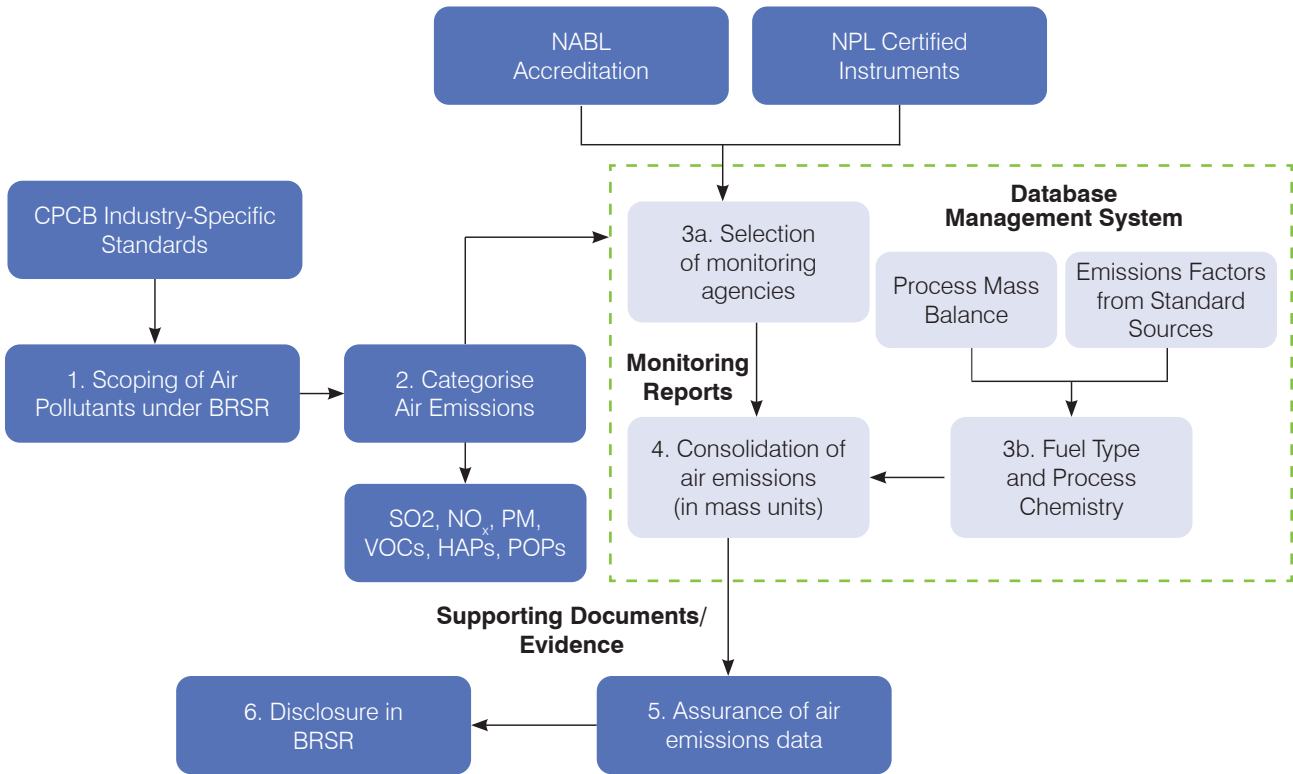 NABL
Accreditation
NPL Certified
Instruments
CPCB Industry-Specific
Standards
Database
Management System
3a. Selection
of monitoring
agencies
Process Mass
Balance
Emissions Factors
from Standard
Sources
1. Scoping of Air
Pollutants under BRSR
2. Categorise
Air Emissions
Monitoring
Reports
4. Consolidation of
air emissions
(in mass units)
3b. Fuel Type
and Process
Chemistry
SO2, NOx, PM,
VOCs, HAPs, POPs
Supporting Documents/
Evidence
6. Disclosure in
BRSR
5. Assurance of air
emissions data